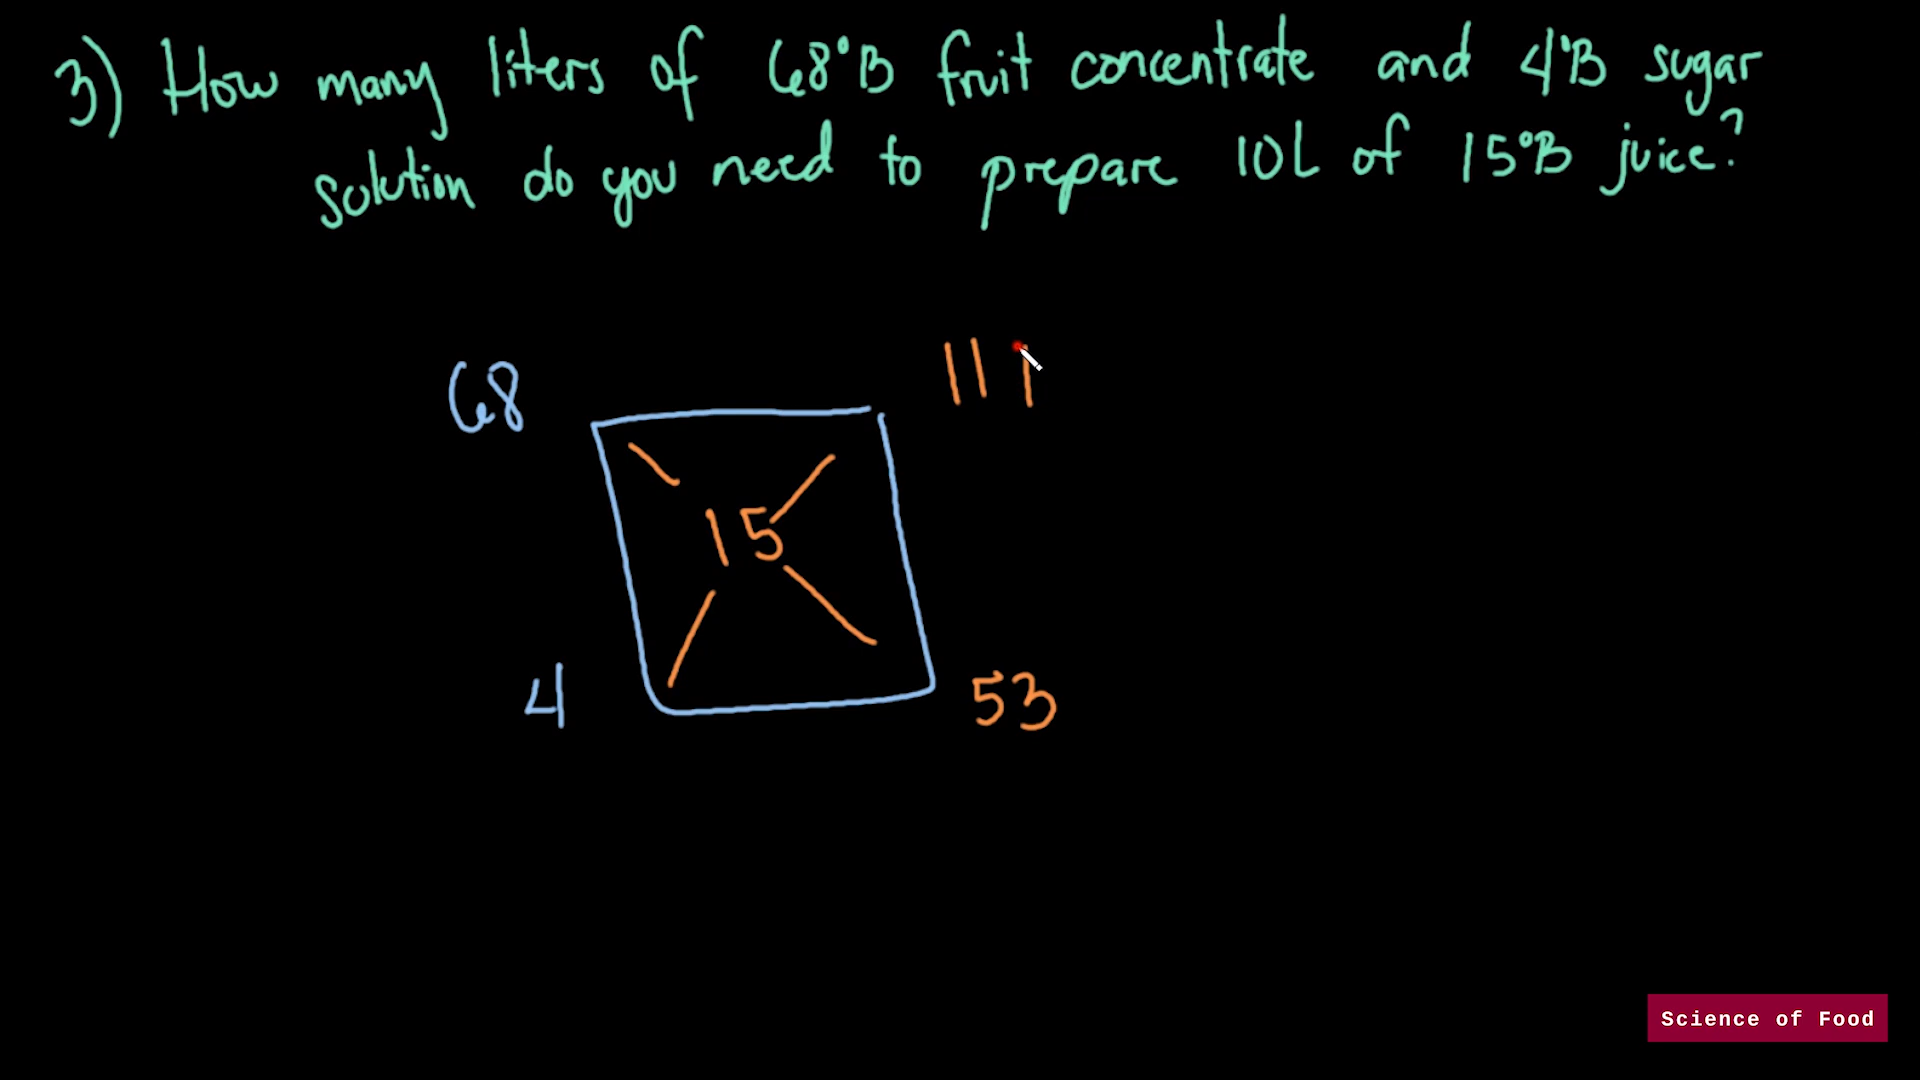 3) How many liters of 68°B fruit concentrate and 4°B sugar
solution do you need to prepare 10L of 15°B juice?
68
11
15
4
53
Science of Food